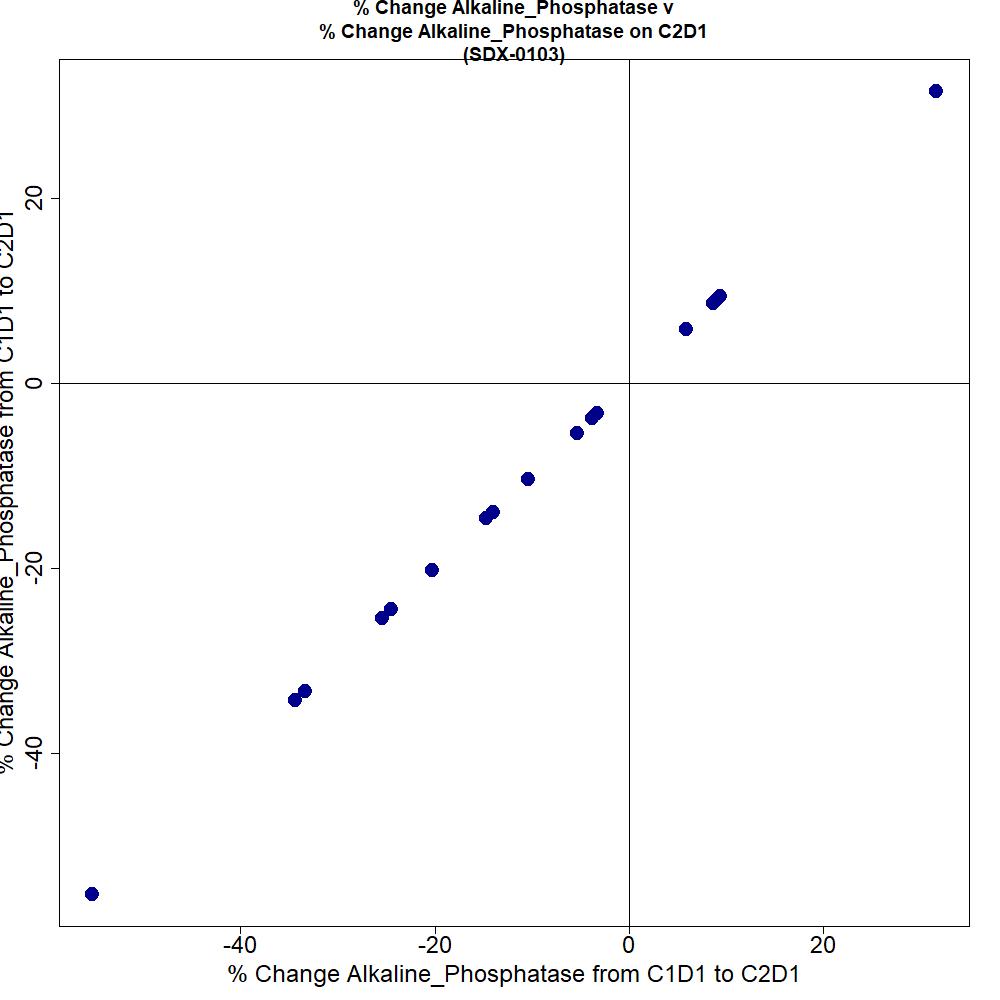 % Change Alkaline_Phosphatase v
% Change Alkaline_Phosphatase on C2D1
(SDX-0103)
% Change Alkaline_Phosphatase from C1D1 to C2D1
20
0
-20
-40
-40
-20
0
20
% Change Alkaline_Phosphatase from C1D1 to C2D1